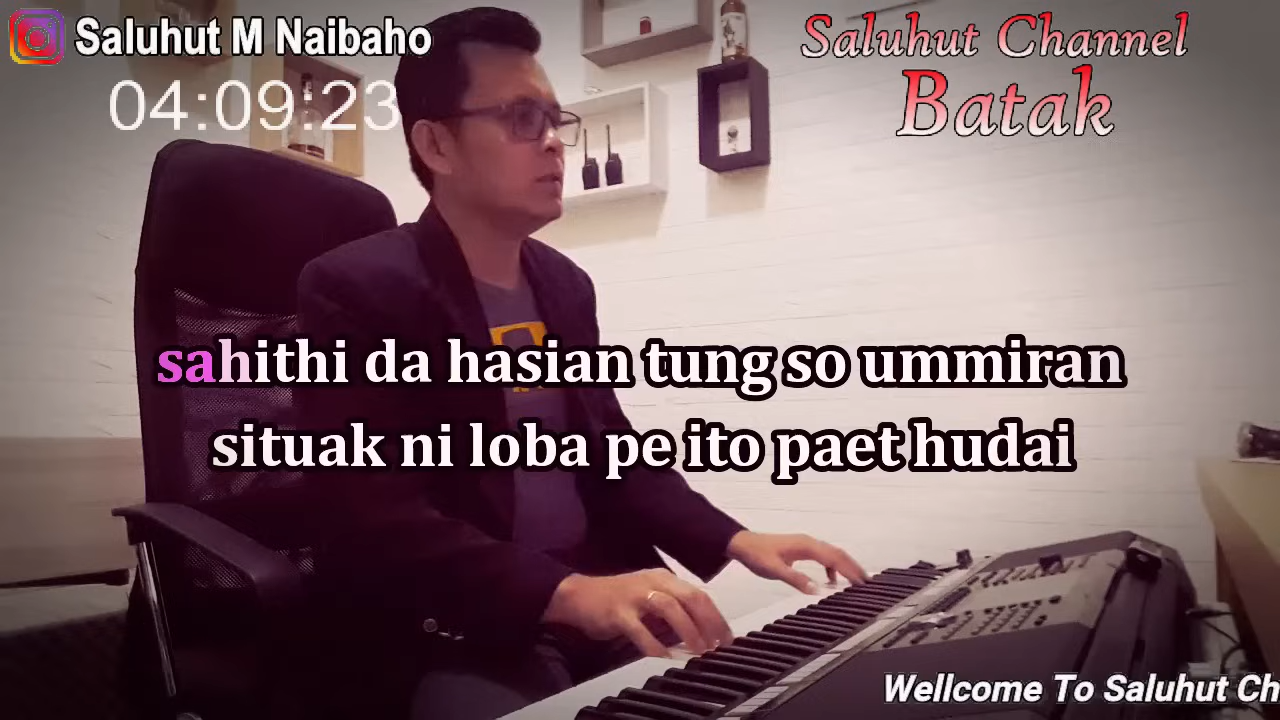 Saluhut M Naibaho
Saluhut Channel
Batak
04:09:23
sahithi da hasian tung so ummiran
situak ni loba pe ito paet hudai
Wellcome To Saluhut Ch